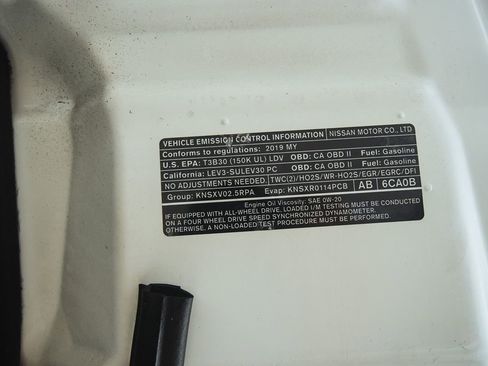 VEHICLE EMISSION CONTROL INFORMATION NISSAN MOTOR CO., LTD
Conforms to regulations: 2019 MY
U.S. EPA: T3B30 (150K UL) LDV OBD: CA OBD II Fuel: Gasoline
California: LEV3-SULEV30 PC OBD: CA OBD II Fuel: Gasoline
NO ADJUSTMENTS NEEDED. TWC(2)/HO2S/WR-HO2S/EGR/EGRC/DFI
Group: KNSXV02.5RPA Evap: KNSXR0114PCB AB 6CA0B
Engine Oil Viscosity: SAE 0W-20
IF EQUIPPED WITH ALL-WHEEL DRIVE, LOADED I/M TESTING MUST BE CONDUCTED
ON A FOUR WHEEL DRIVE SPEED SYNCHRONIZED DYNAMOMETER.
OTHERWISE, A NON-LOADED TEST PROCEDURE MUST BE PERFORMED.